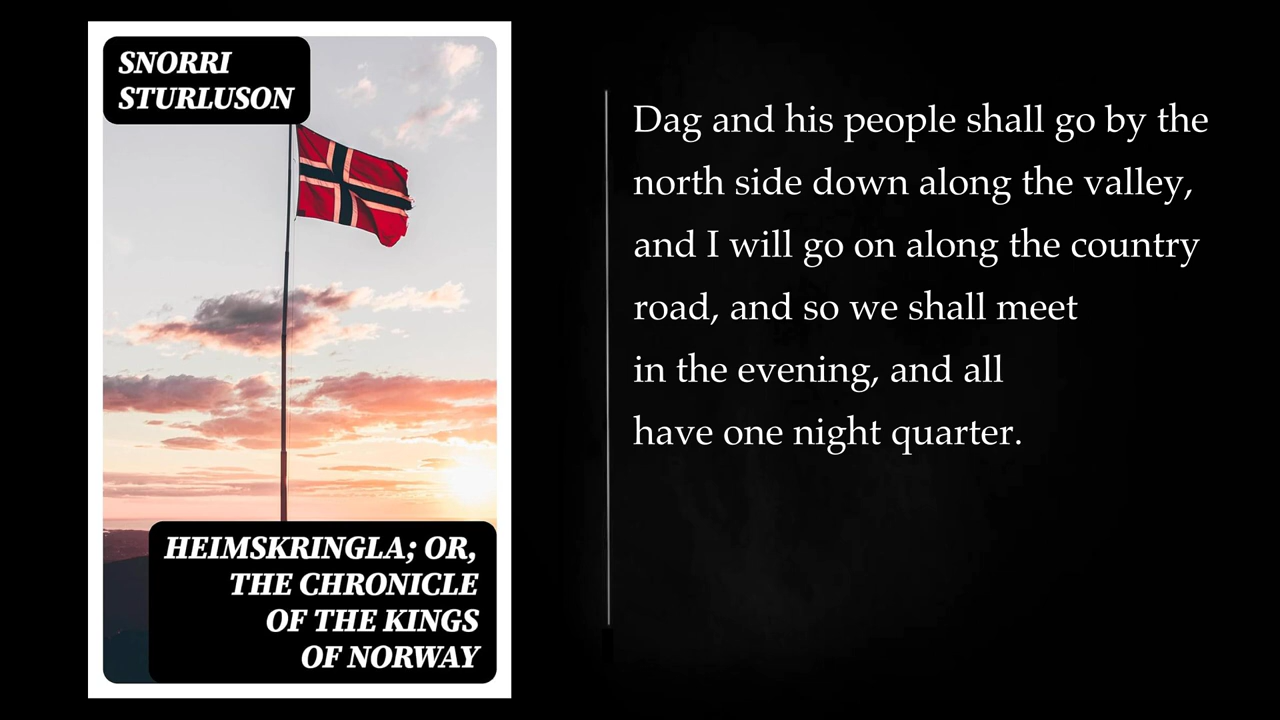 SNORRI
STURLUSON
HEIMSKRINGLA; OR,
THE CHRONICLE
OF THE KINGS
OF NORWAY
Dag and his people shall go by the
north side down along the valley,
and I will go on along the country
road, and so we shall meet
in the evening, and all
have one night quarter.